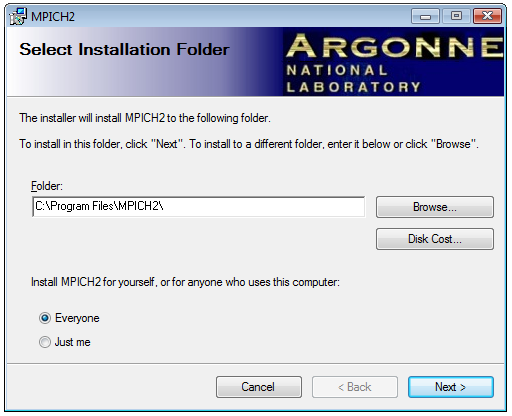 MPICH2
Select Installation Folder
ARGONNE
NATIONAL
LABORATORY
The installer will install MPICH2 to the following folder.
To install in this folder, click "Next". To install to a different folder, enter it below or click "Browse".
Folder:
C:\Program Files\MPICH2\
Browse...
Disk Cost...
Install MPICH2 for yourself, or for anyone who uses this computer:
Everyone
Just me
Cancel
< Back
Next >